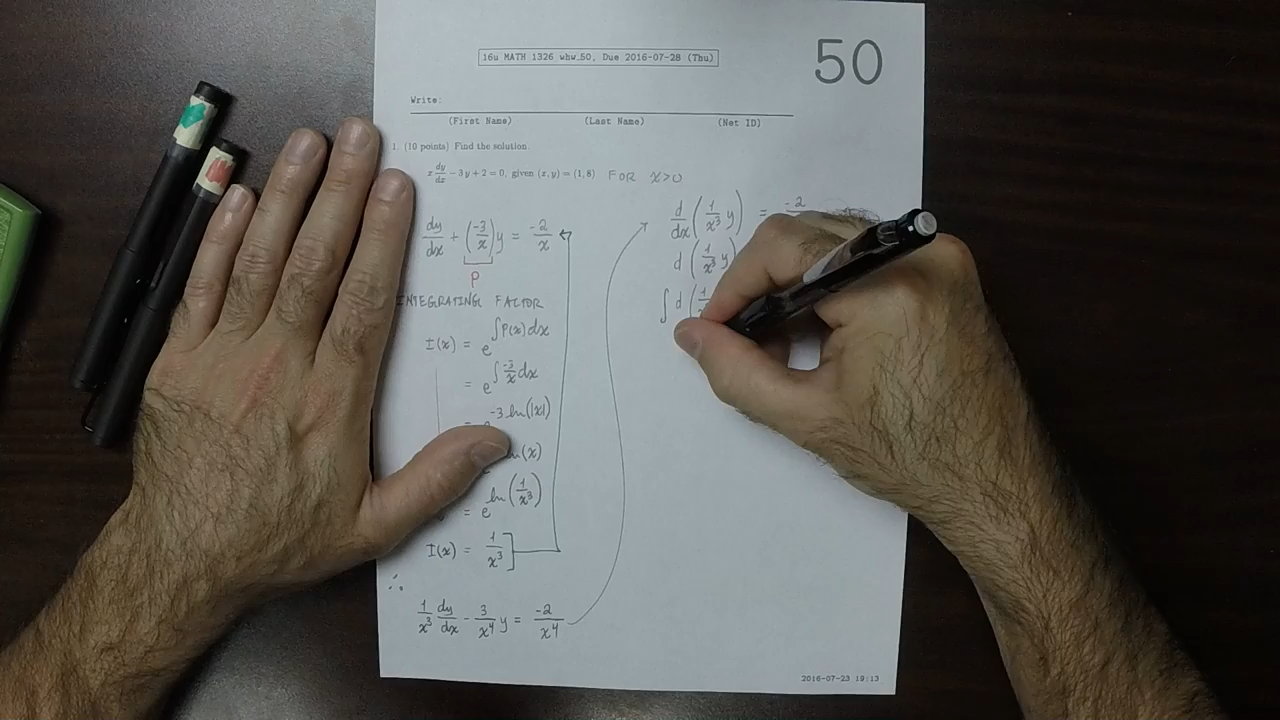 16u MATH 1326 whw_50, Due 2016-07-28 (Thu)
50
Write:
(First Name) (Last Name) (Net ID)
1. (10 points) Find the solution.
x dy/dx − 3y + 2 = 0, given (x, y) = (1, 8) FOR x>0
dy/dx + (-3/x)y = -2/x
P
INTEGRATING FACTOR
I(x) = e^∫P(x)dx
= e^∫-3/x dx
= -3 ln(|x|)
ln(x)
= e^ln(1/x³)
I(x) = 1/x³
∴
1/x³ dy/dx - 3/x⁴ y = -2/x⁴
d/dx (1/x³ y) = -2
d (1/x³ y)
∫ d (1
2016-07-23 19:13